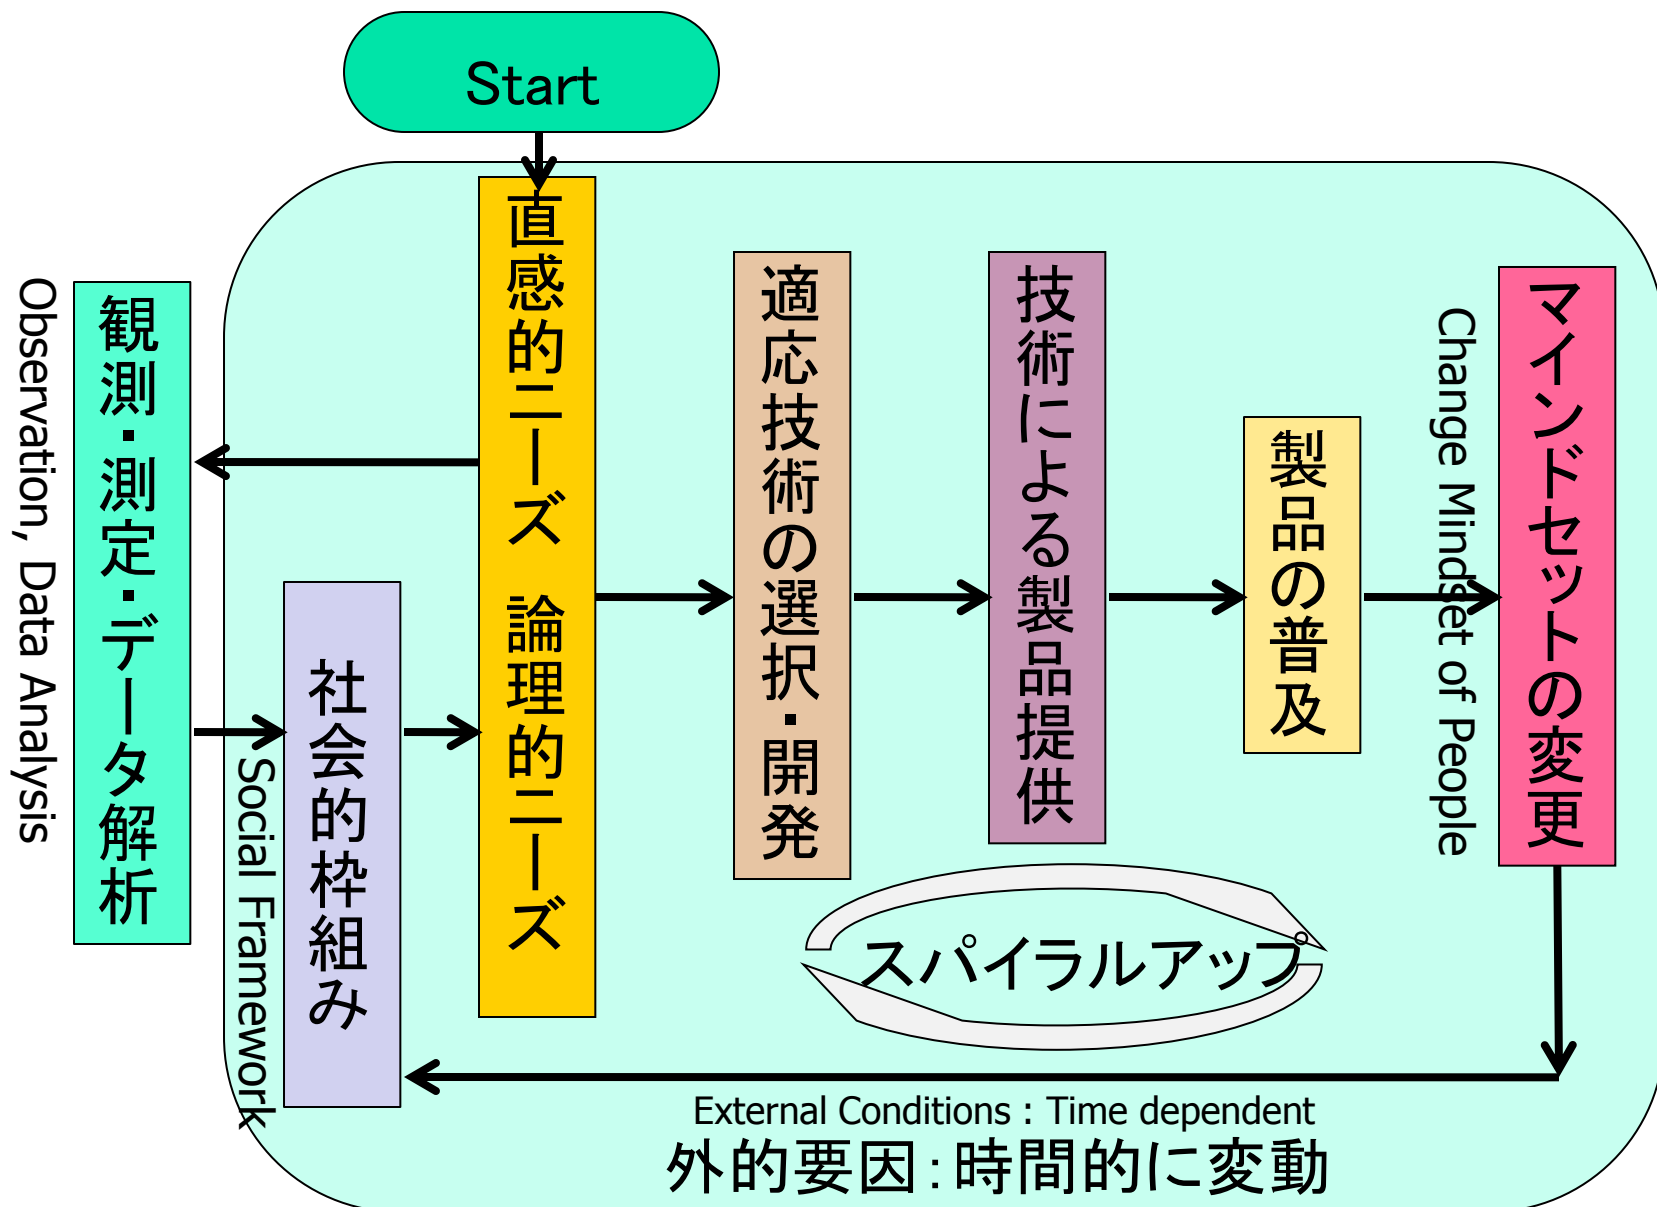 Start
Observation, Data Analysis
観測・測定・データ解析
Social Framework
社会的枠組み
直感的ニーズ 論理的ニーズ
適応技術の選択・開発
技術による製品提供
製品の普及
Change Mindset of People
マインドセットの変更
スパイラルアップ
External Conditions : Time dependent
外的要因:時間的に変動